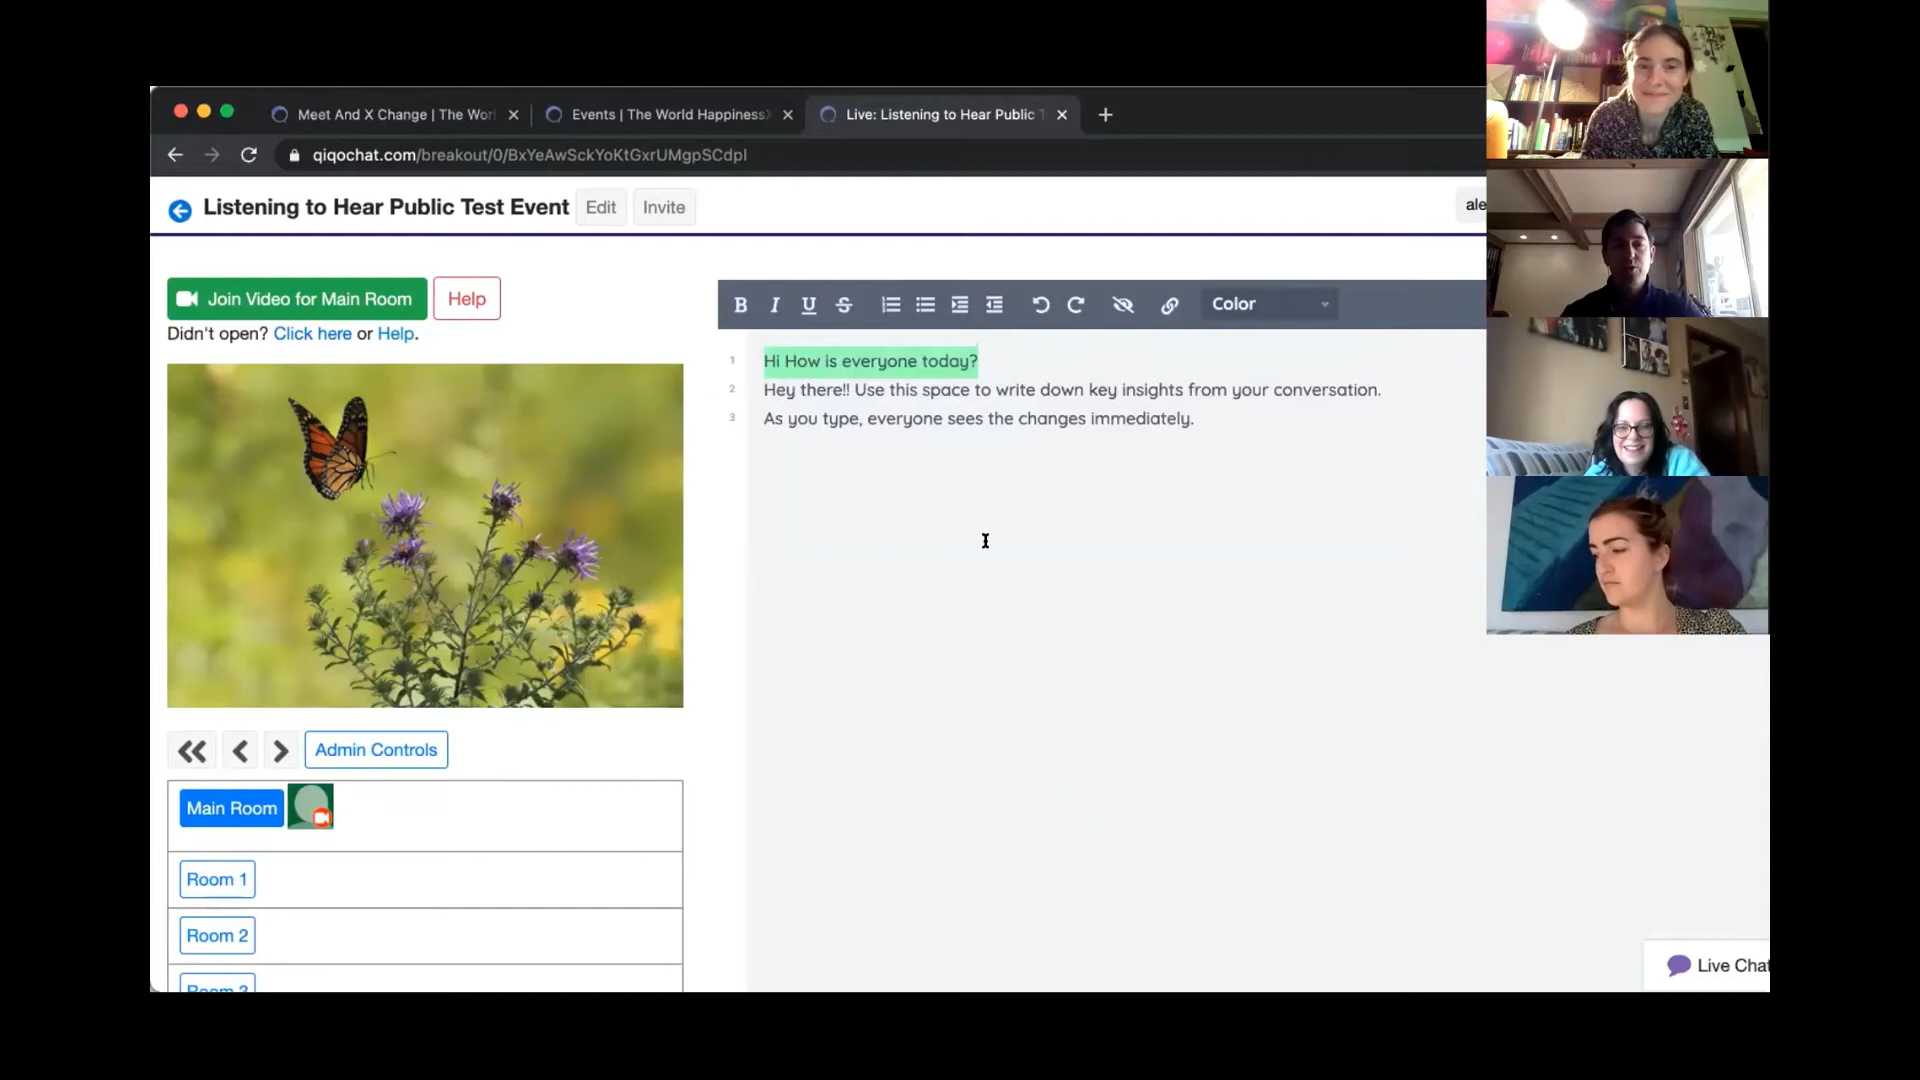 Meet And X Change | The Wor
Events | The HappinessX
Live: Listening to Hear Public T
qiqochat.com/breakout/0/BxYeAwSckYoKtGxrUMgpSCdpI
Listening to Hear Public Test Event Edit Invite
ale
Join Video for Main Room Help
Didn't open? Click here or Help.
B I U S Color
1 Hi How is everyone today?
2 Hey there!! Use this space to write down key insights from your conversation.
3 As you type, everyone sees the changes immediately.
Admin Controls
Main Room
Room 1
Room 2
Room 3
Live Chat